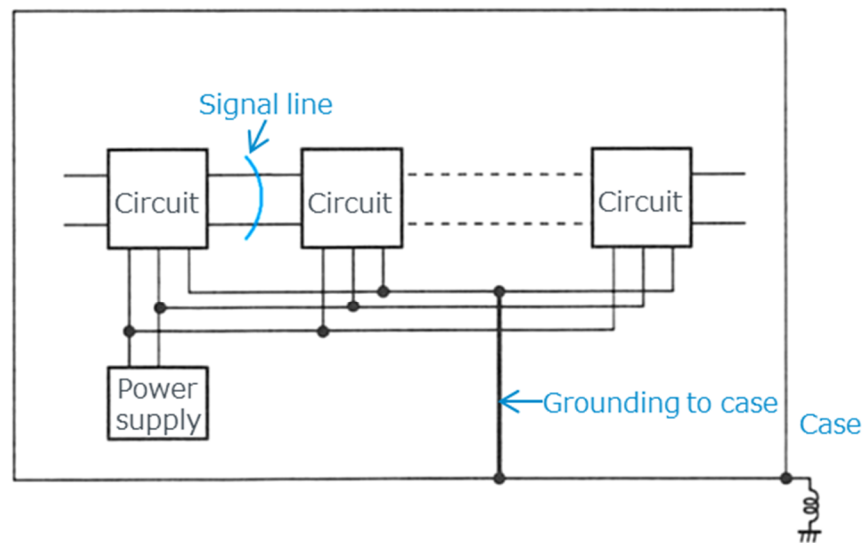 Signal line
Circuit
Circuit
Circuit
Power
supply
Grounding to case
Case